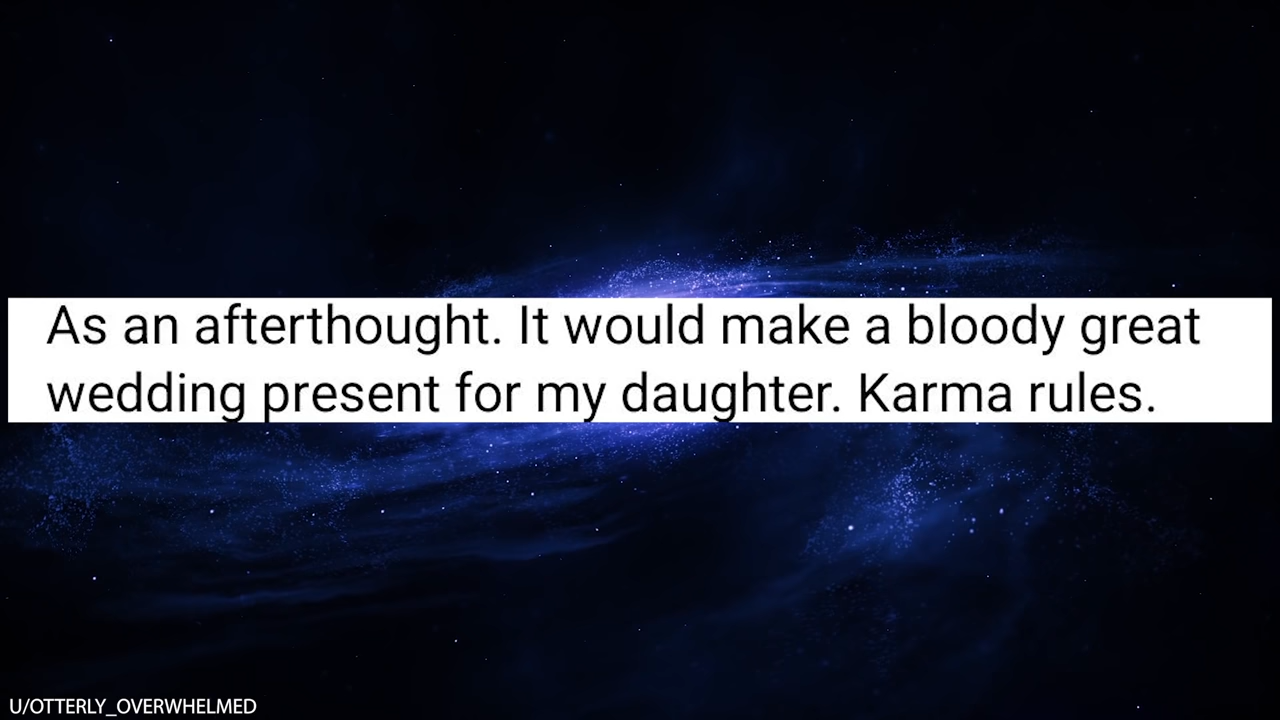 As an afterthought. It would make a bloody great
wedding present for my daughter. Karma rules.
U/OTTERLY_OVERWHELMED